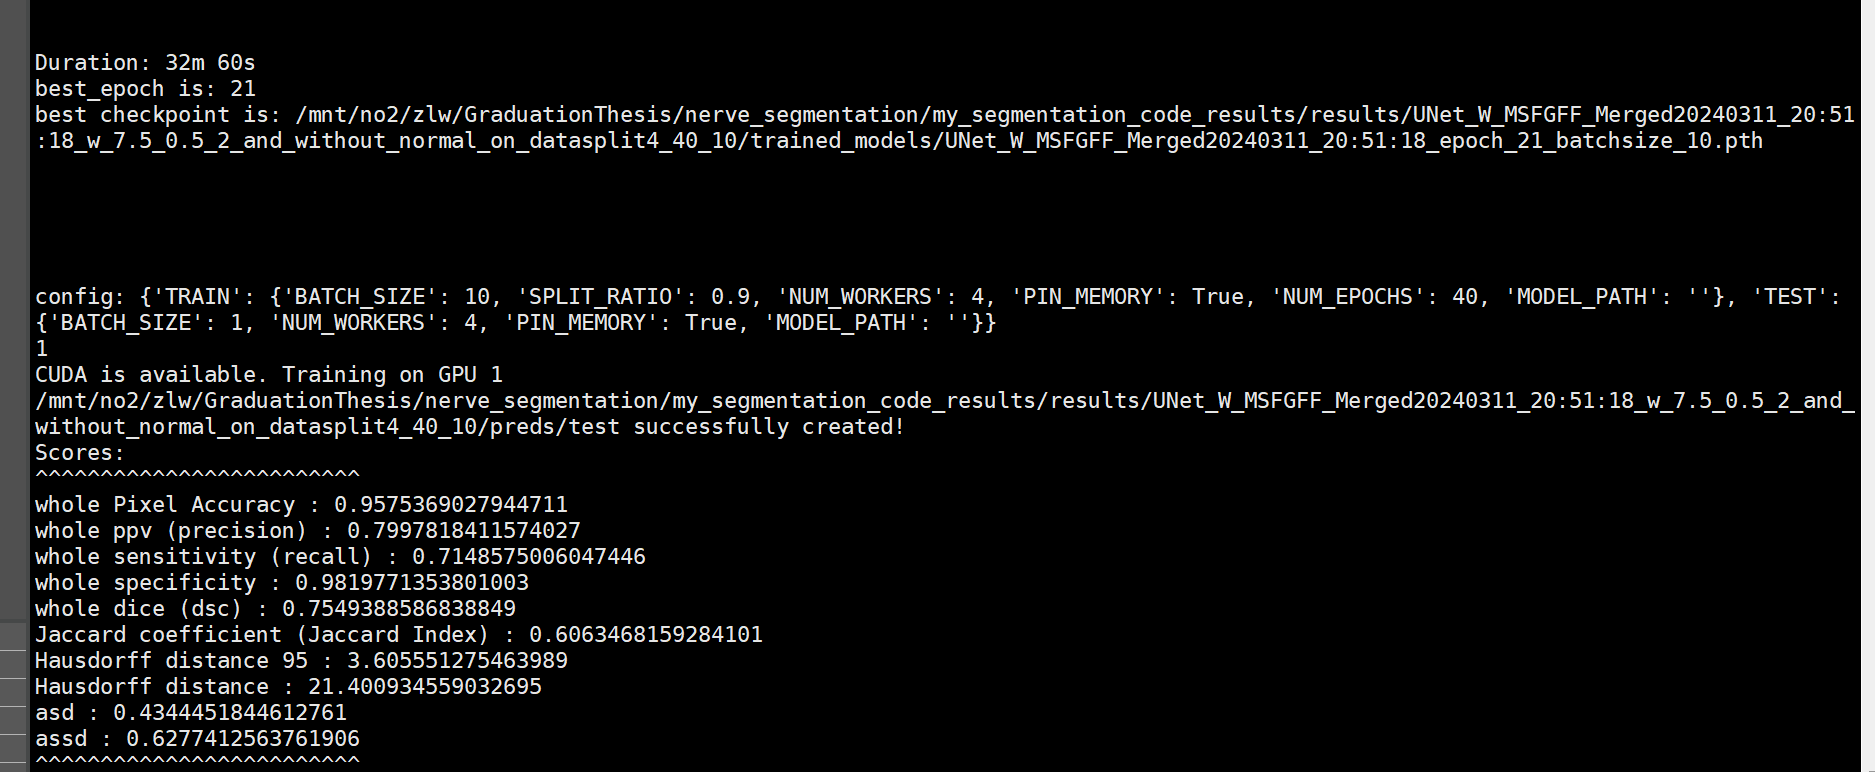 Duration: 32m 60s
best_epoch is: 21
best checkpoint is: /mnt/no2/zlw/GraduationThesis/nerve_segmentation/my_segmentation_code_results/results/UNet_W_MSFGFF_Merged20240311_20:51
:18_w_7.5_0.5_2_and_without_normal_on_datasplit4_40_10/trained_models/UNet_W_MSFGFF_Merged20240311_20:51:18_epoch_21_batchsize_10.pth
config: {'TRAIN': {'BATCH_SIZE': 10, 'SPLIT_RATIO': 0.9, 'NUM_WORKERS': 4, 'PIN_MEMORY': True, 'NUM_EPOCHS': 40, 'MODEL_PATH': ''}, 'TEST':
{'BATCH_SIZE': 1, 'NUM_WORKERS': 4, 'PIN_MEMORY': True, 'MODEL_PATH': ''}}
1
CUDA is available. Training on GPU 1
/mnt/no2/zlw/GraduationThesis/nerve_segmentation/my_segmentation_code_results/results/UNet_W_MSFGFF_Merged20240311_20:51:18_w_7.5_0.5_2_and_
without_normal_on_datasplit4_40_10/preds/test successfully created!
Scores:
^^^^^^^^^^^^^^^^^^^^^^^^^
whole Pixel Accuracy : 0.9575369027944711
whole ppv (precision) : 0.7997818411574027
whole sensitivity (recall) : 0.7148575006047446
whole specificity : 0.9819771353801003
whole dice (dsc) : 0.7549388586838849
Jaccard coefficient (Jaccard Index) : 0.6063468159284101
Hausdorff distance 95 : 3.605551275463989
Hausdorff distance : 21.400934559032695
asd : 0.4344451844612761
assd : 0.6277412563761906
^^^^^^^^^^^^^^^^^^^^^^^^^